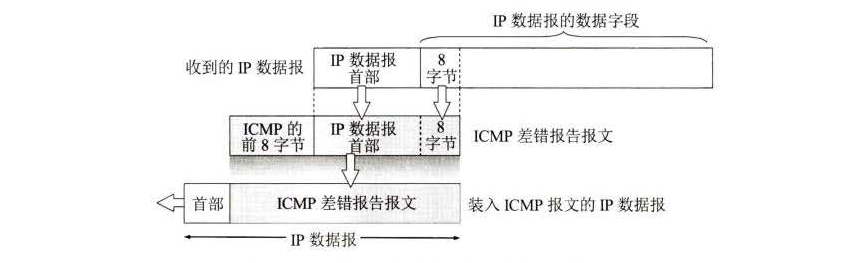 IP 数据报的数据字段
收到的 IP 数据报
IP 数据报
首部
8
字节
ICMP 的
前 8 字节
IP 数据报
首部
8
字节
ICMP 差错报告报文
首部
ICMP 差错报告报文
装入 ICMP 报文的 IP 数据报
IP 数据报